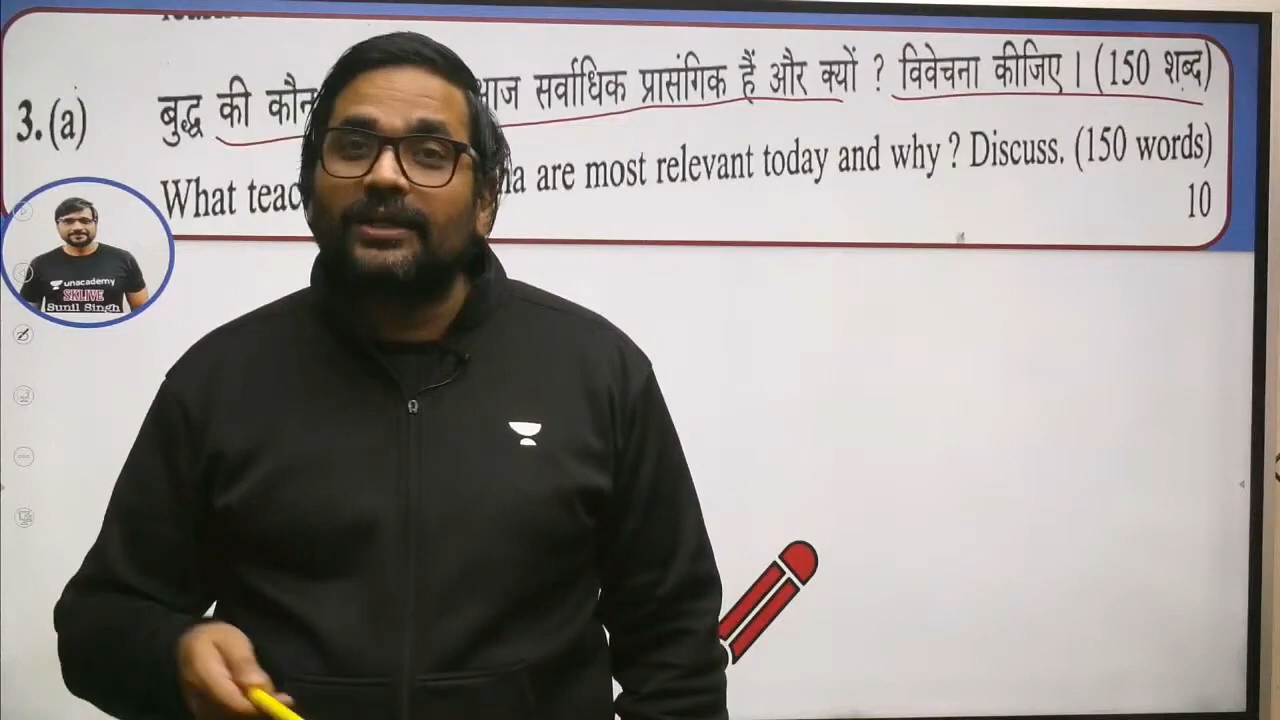 3.(a)
बुद्ध की कौन आज सर्वाधिक प्रासंगिक हैं और क्यों ? विवेचना कीजिए । (150 शब्द)
What are most relevant today and why ? Discuss. (150 words)
10
unacademy
SKLIVE
Sunil Singh